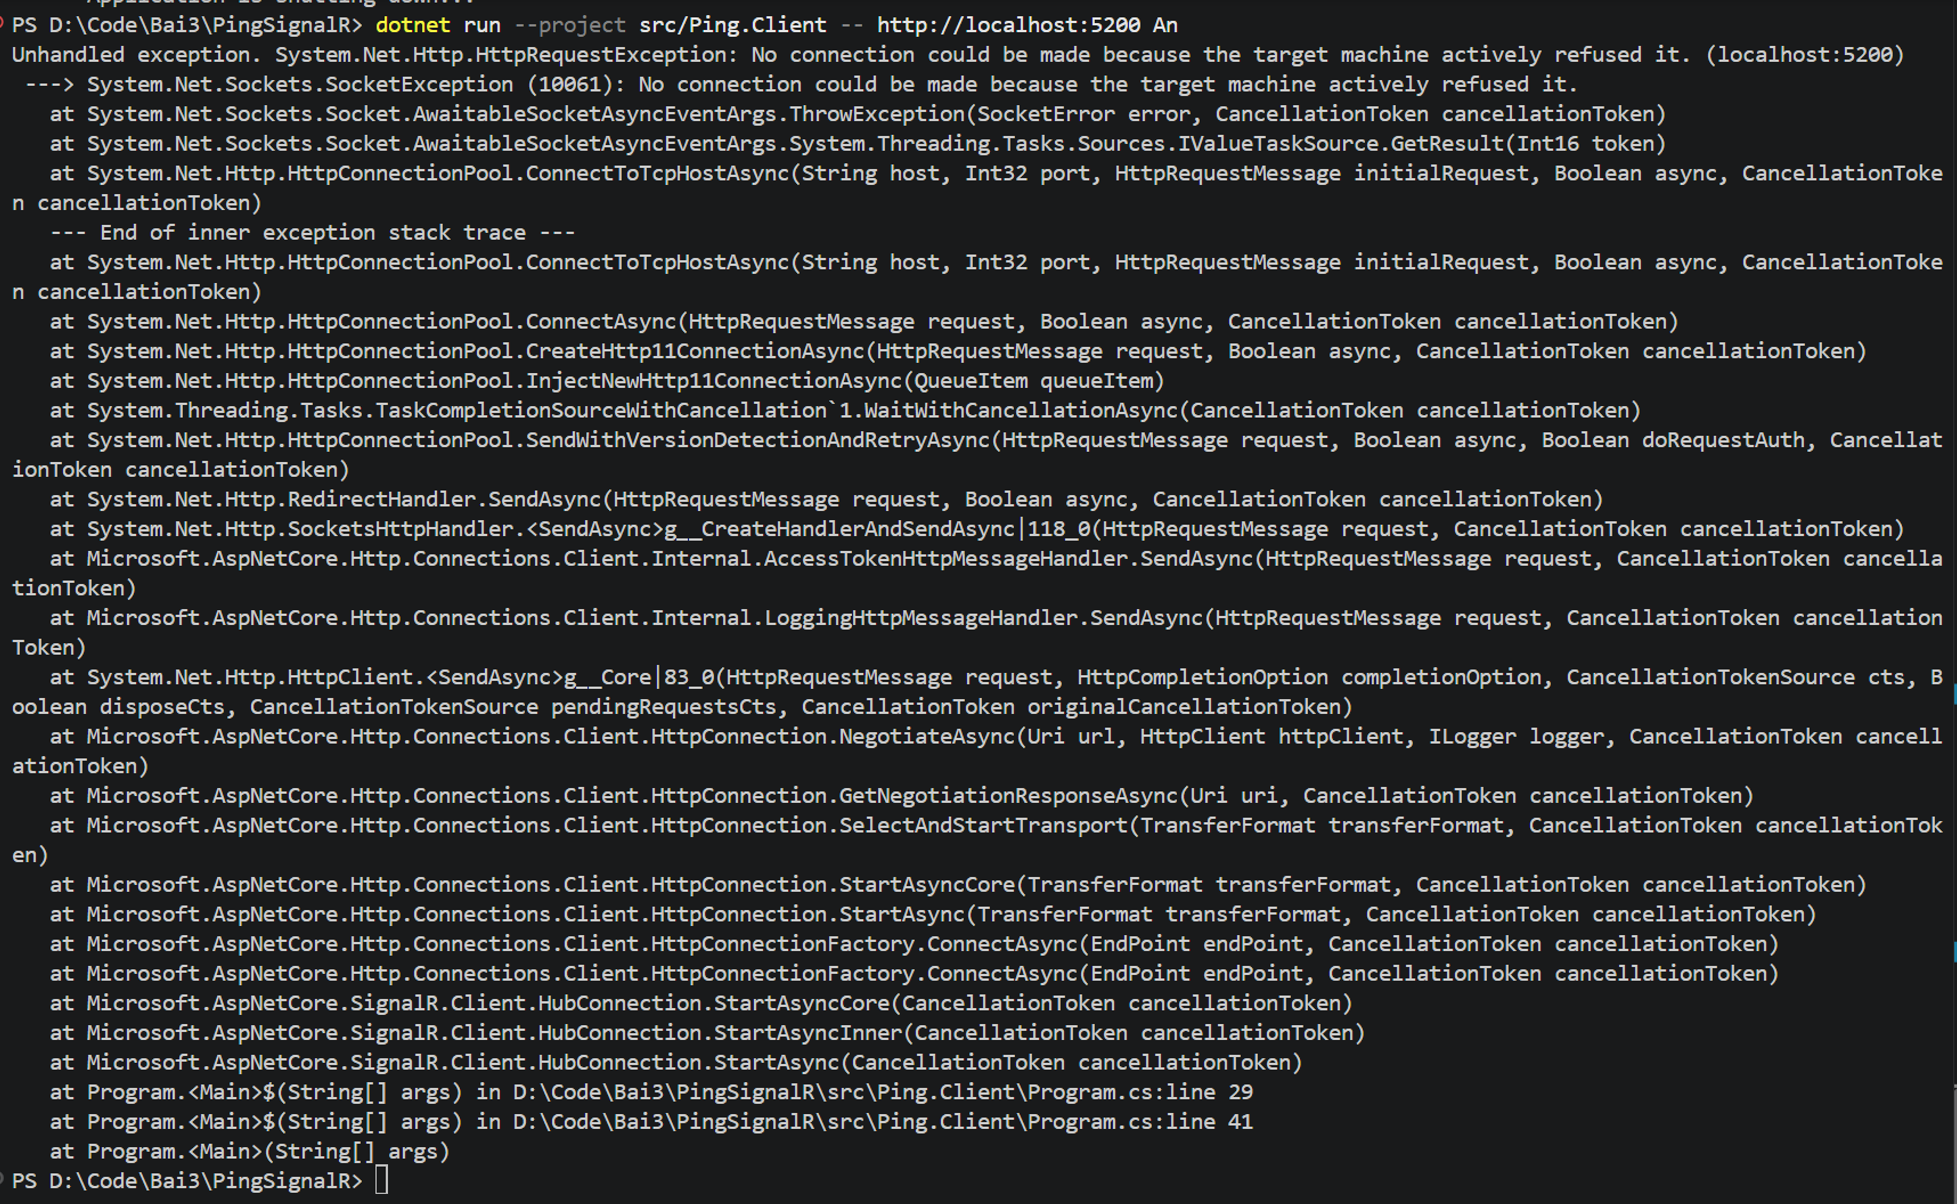 Application is shutting down...
PS D:\Code\Bai3\PingSignalR> dotnet run --project src/Ping.Client -- http://localhost:5200 An
Unhandled exception. System.Net.Http.HttpRequestException: No connection could be made because the target machine actively refused it. (localhost:5200)
 ---> System.Net.Sockets.SocketException (10061): No connection could be made because the target machine actively refused it.
   at System.Net.Sockets.Socket.AwaitableSocketAsyncEventArgs.ThrowException(SocketError error, CancellationToken cancellationToken)
   at System.Net.Sockets.Socket.AwaitableSocketAsyncEventArgs.System.Threading.Tasks.Sources.IValueTaskSource.GetResult(Int16 token)
   at System.Net.Http.HttpConnectionPool.ConnectToTcpHostAsync(String host, Int32 port, HttpRequestMessage initialRequest, Boolean async, CancellationToke
n cancellationToken)
   --- End of inner exception stack trace ---
   at System.Net.Http.HttpConnectionPool.ConnectToTcpHostAsync(String host, Int32 port, HttpRequestMessage initialRequest, Boolean async, CancellationToke
n cancellationToken)
   at System.Net.Http.HttpConnectionPool.ConnectAsync(HttpRequestMessage request, Boolean async, CancellationToken cancellationToken)
   at System.Net.Http.HttpConnectionPool.CreateHttp11ConnectionAsync(HttpRequestMessage request, Boolean async, CancellationToken cancellationToken)
   at System.Net.Http.HttpConnectionPool.InjectNewHttp11ConnectionAsync(QueueItem queueItem)
   at System.Threading.Tasks.TaskCompletionSourceWithCancellation`1.WaitWithCancellationAsync(CancellationToken cancellationToken)
   at System.Net.Http.HttpConnectionPool.SendWithVersionDetectionAndRetryAsync(HttpRequestMessage request, Boolean async, Boolean doRequestAuth, Cancellat
ionToken cancellationToken)
   at System.Net.Http.RedirectHandler.SendAsync(HttpRequestMessage request, Boolean async, CancellationToken cancellationToken)
   at System.Net.Http.SocketsHttpHandler.<SendAsync>g__CreateHandlerAndSendAsync|118_0(HttpRequestMessage request, CancellationToken cancellationToken)
   at Microsoft.AspNetCore.Http.Connections.Client.Internal.AccessTokenHttpMessageHandler.SendAsync(HttpRequestMessage request, CancellationToken cancella
tionToken)
   at Microsoft.AspNetCore.Http.Connections.Client.Internal.LoggingHttpMessageHandler.SendAsync(HttpRequestMessage request, CancellationToken cancellation
Token)
   at System.Net.Http.HttpClient.<SendAsync>g__Core|83_0(HttpRequestMessage request, HttpCompletionOption completionOption, CancellationTokenSource cts, B
oolean disposeCts, CancellationTokenSource pendingRequestsCts, CancellationToken originalCancellationToken)
   at Microsoft.AspNetCore.Http.Connections.Client.HttpConnection.NegotiateAsync(Uri url, HttpClient httpClient, ILogger logger, CancellationToken cancell
ationToken)
   at Microsoft.AspNetCore.Http.Connections.Client.HttpConnection.GetNegotiationResponseAsync(Uri uri, CancellationToken cancellationToken)
   at Microsoft.AspNetCore.Http.Connections.Client.HttpConnection.SelectAndStartTransport(TransferFormat transferFormat, CancellationToken cancellationTok
en)
   at Microsoft.AspNetCore.Http.Connections.Client.HttpConnection.StartAsyncCore(TransferFormat transferFormat, CancellationToken cancellationToken)
   at Microsoft.AspNetCore.Http.Connections.Client.HttpConnection.StartAsync(TransferFormat transferFormat, CancellationToken cancellationToken)
   at Microsoft.AspNetCore.Http.Connections.Client.HttpConnectionFactory.ConnectAsync(EndPoint endPoint, CancellationToken cancellationToken)
   at Microsoft.AspNetCore.Http.Connections.Client.HttpConnectionFactory.ConnectAsync(EndPoint endPoint, CancellationToken cancellationToken)
   at Microsoft.AspNetCore.SignalR.Client.HubConnection.StartAsyncCore(CancellationToken cancellationToken)
   at Microsoft.AspNetCore.SignalR.Client.HubConnection.StartAsyncInner(CancellationToken cancellationToken)
   at Microsoft.AspNetCore.SignalR.Client.HubConnection.StartAsync(CancellationToken cancellationToken)
   at Program.<Main>$(String[] args) in D:\Code\Bai3\PingSignalR\src\Ping.Client\Program.cs:line 29
   at Program.<Main>$(String[] args) in D:\Code\Bai3\PingSignalR\src\Ping.Client\Program.cs:line 41
   at Program.<Main>(String[] args)
PS D:\Code\Bai3\PingSignalR>